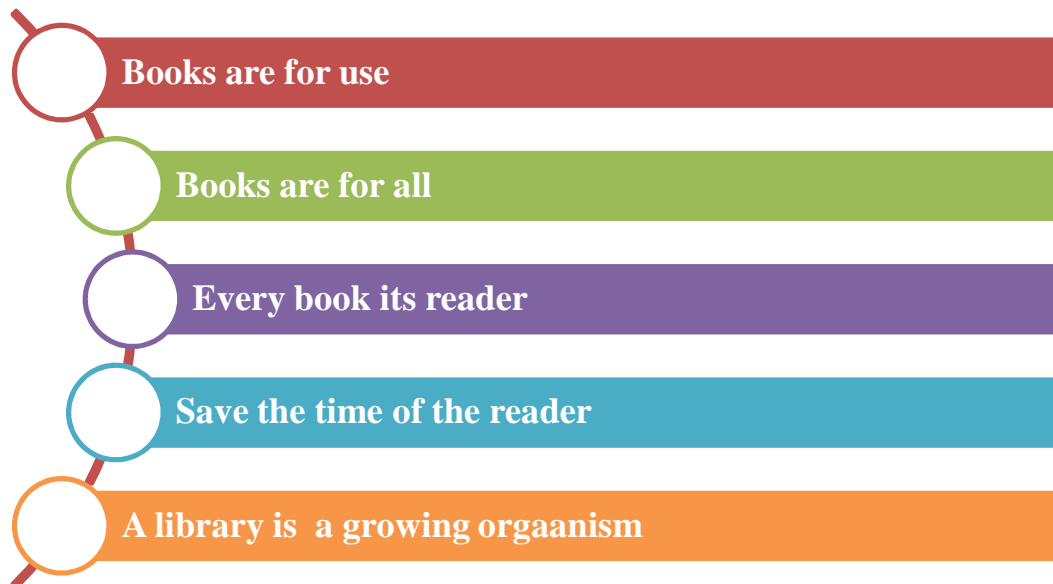 Books are for use
Books are for all
Every book its reader
Save the time of the reader
A library is  a growing orgaanism